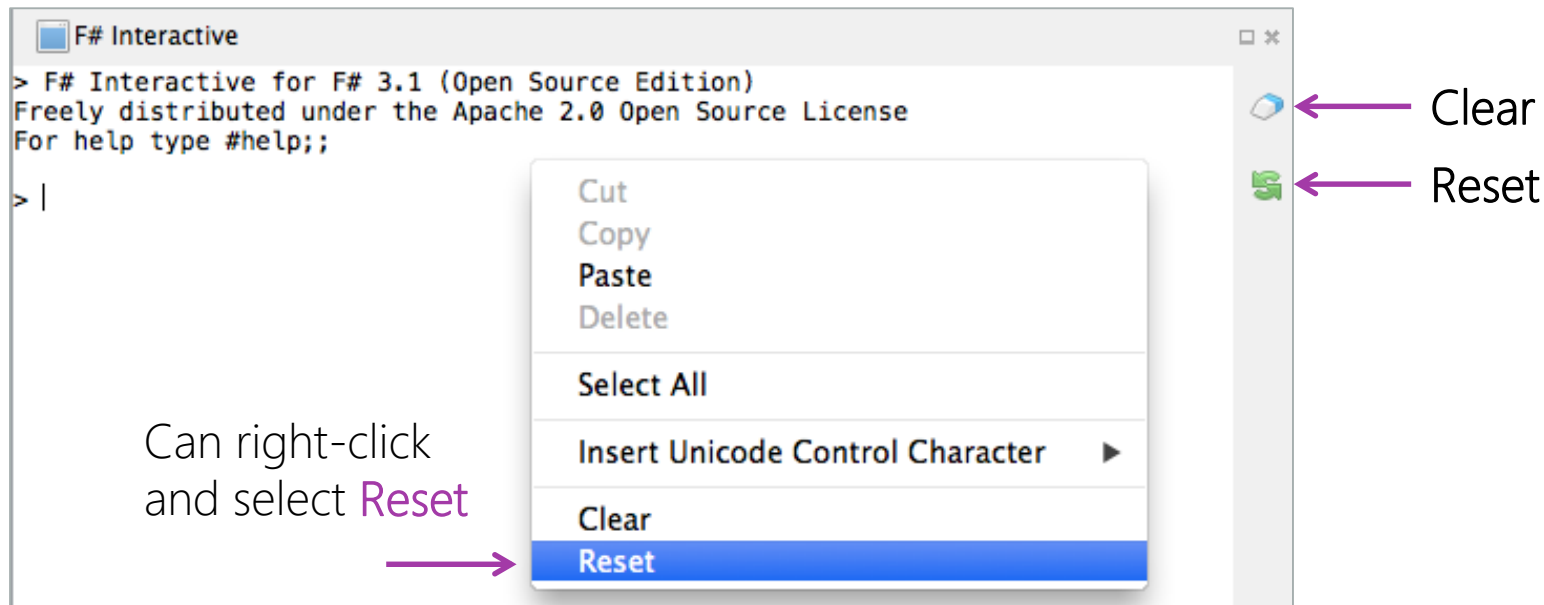 F# Interactive
> F# Interactive for F# 3.1 (Open Source Edition)
Freely distributed under the Apache 2.0 Open Source License
For help type #help;;
>
Cut
Copy
Paste
Delete
Select All
Insert Unicode Control Character
Clear
Reset
Can right-click
and select Reset
Clear
Reset